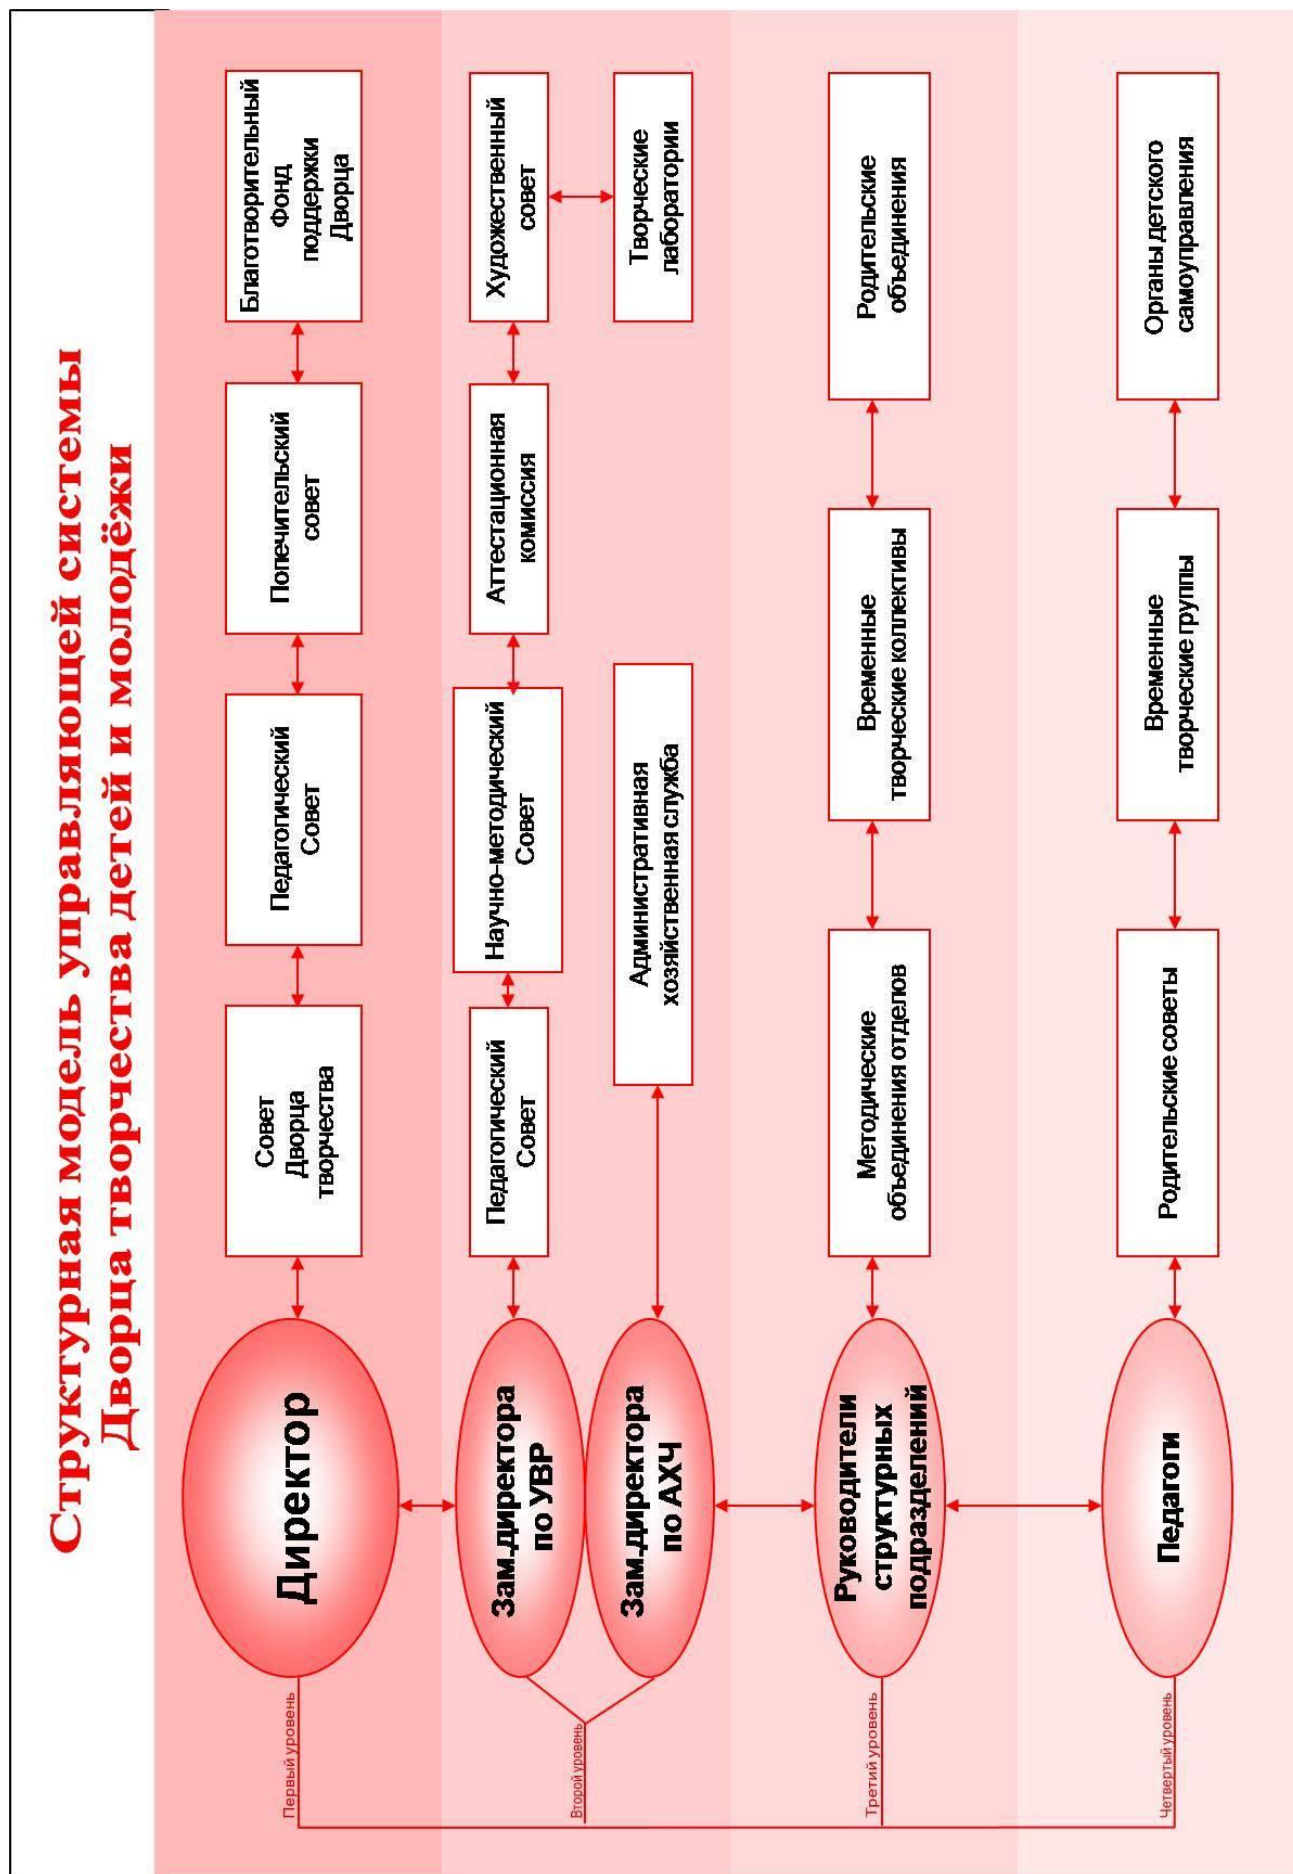 Структурная модель управляющей системы
Дворца творчества детей и молодёжи
Первый уровень
Директор
Совет
Дворца
творчества
Педагогический
Совет
Попечительский
совет
Благотворительный
Фонд
поддержки
Дворца
Второй уровень
Зам.директора
по УВР
Педагогический
Совет
Научно-методический
Совет
Аттестационная
комиссия
Художественный
совет
Зам.директора
по АХЧ
Административная
хозяйственная служба
Творческие
лаборатории
Третий уровень
Руководители
структурных
подразделений
Методические
объединения отделов
Временные
творческие коллективы
Родительские
объединения
Четвертый уровень
Педагоги
Родительские советы
Временные
творческие группы
Органы детского
самоуправления